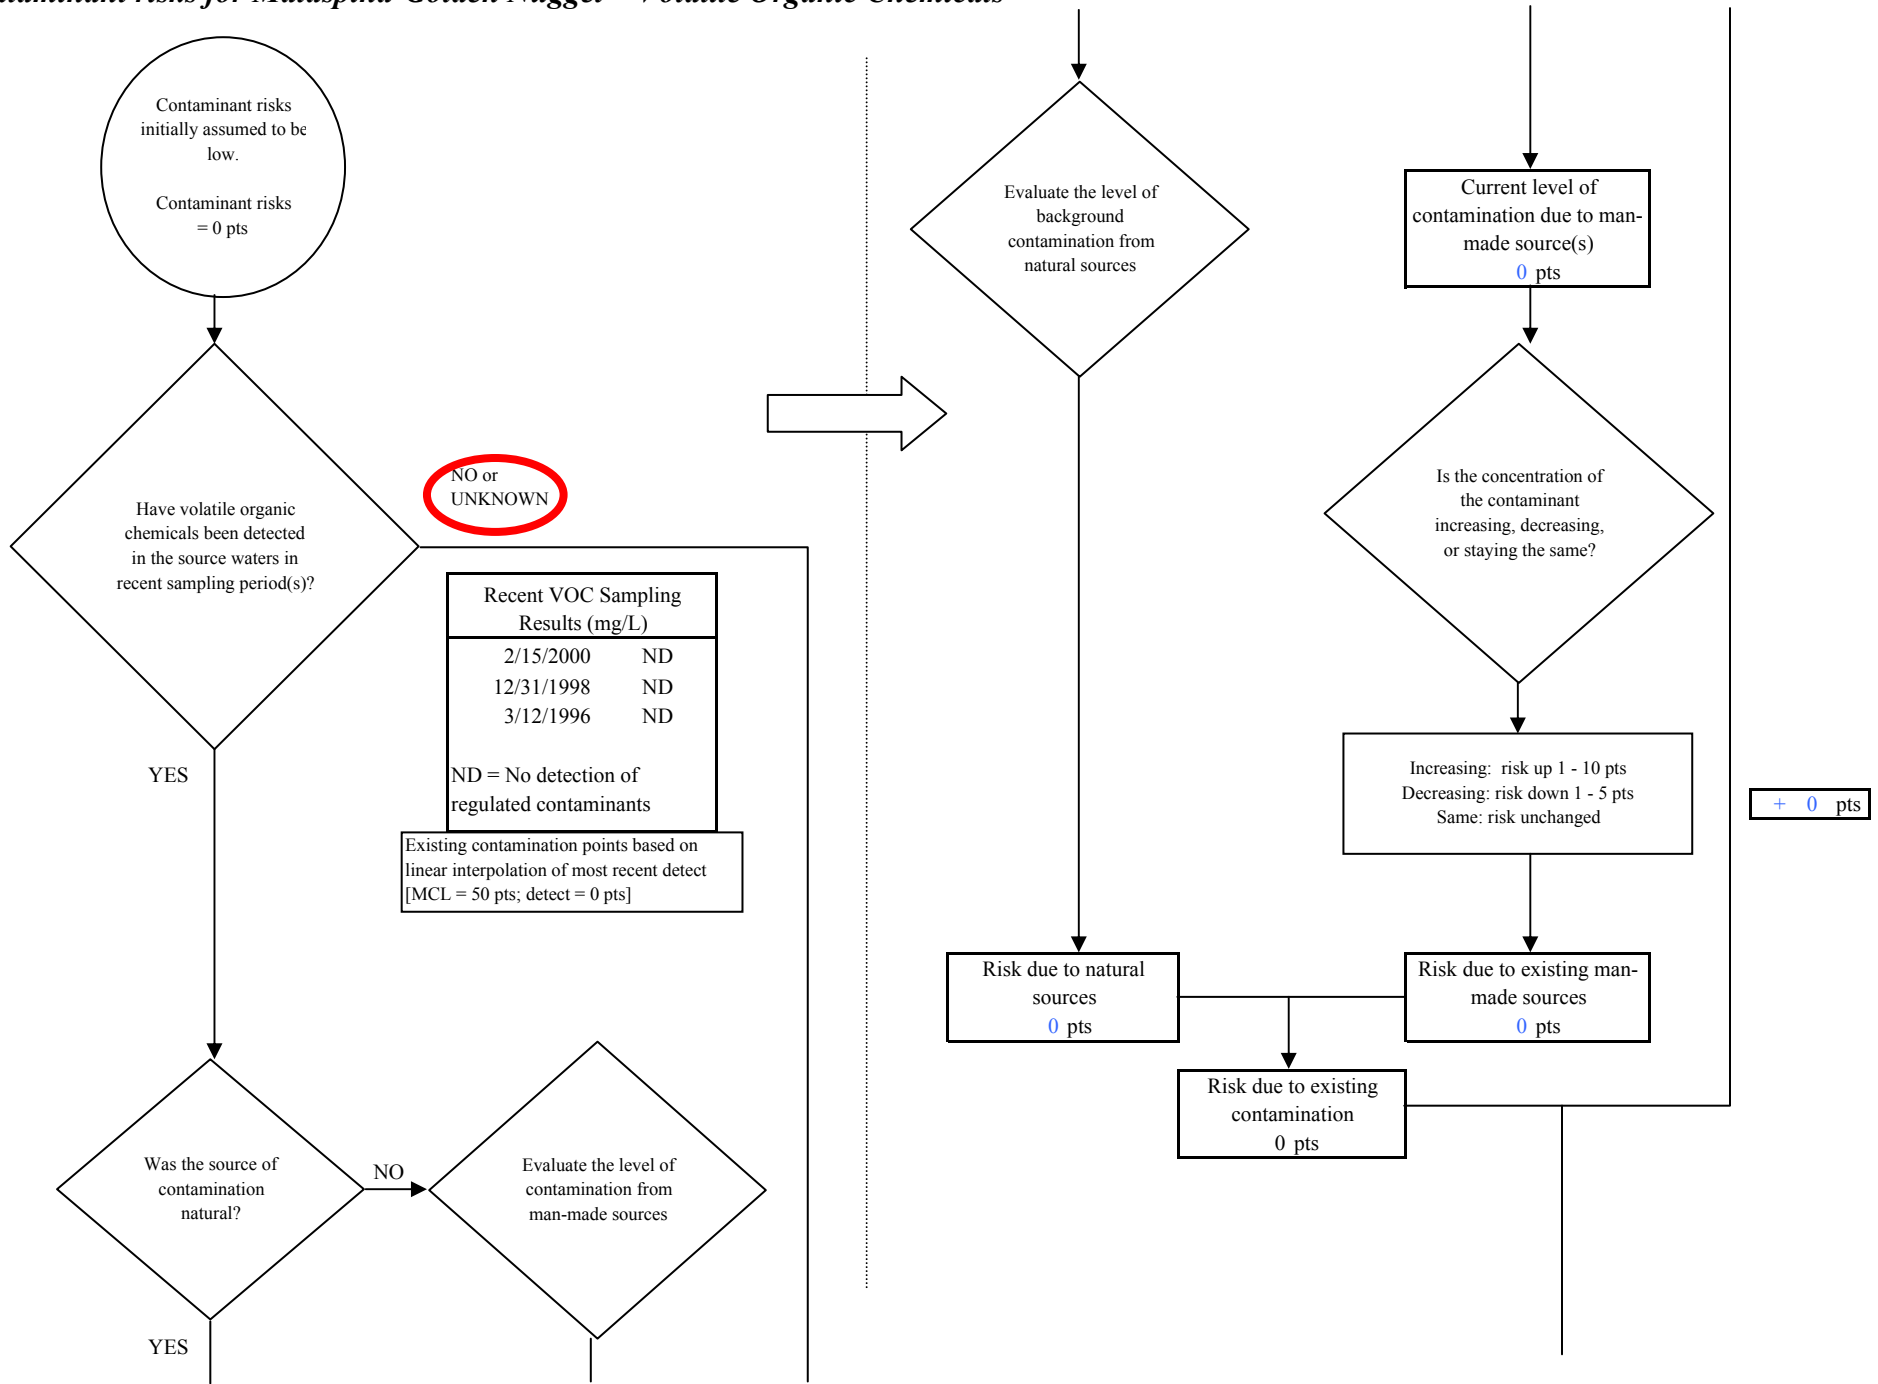 Contaminant risks
initially assumed to be
low.
Contaminant risks
= 0 pts
Have volatile organic
chemicals been detected
in the source waters in
recent sampling period(s)?
NO or
UNKNOWN
Recent VOC Sampling
Results (mg/L)
2/15/2000 ND
12/31/1998 ND
3/12/1996 ND
ND = No detection of
regulated contaminants
Existing contamination points based on
linear interpolation of most recent detect
[MCL = 50 pts; detect = 0 pts]
YES
Was the source of
contamination
natural?
NO
Evaluate the level of
contamination from
man-made sources
YES
Evaluate the level of
background
contamination from
natural sources
Current level of
contamination due to man-
made source(s)
0 pts
Is the concentration of
the contaminant
increasing, decreasing,
or staying the same?
Increasing: risk up 1 - 10 pts
Decreasing: risk down 1 - 5 pts
Same: risk unchanged
+ 0 pts
Risk due to natural
sources
0 pts
Risk due to existing man-
made sources
0 pts
Risk due to existing
contamination
0 pts